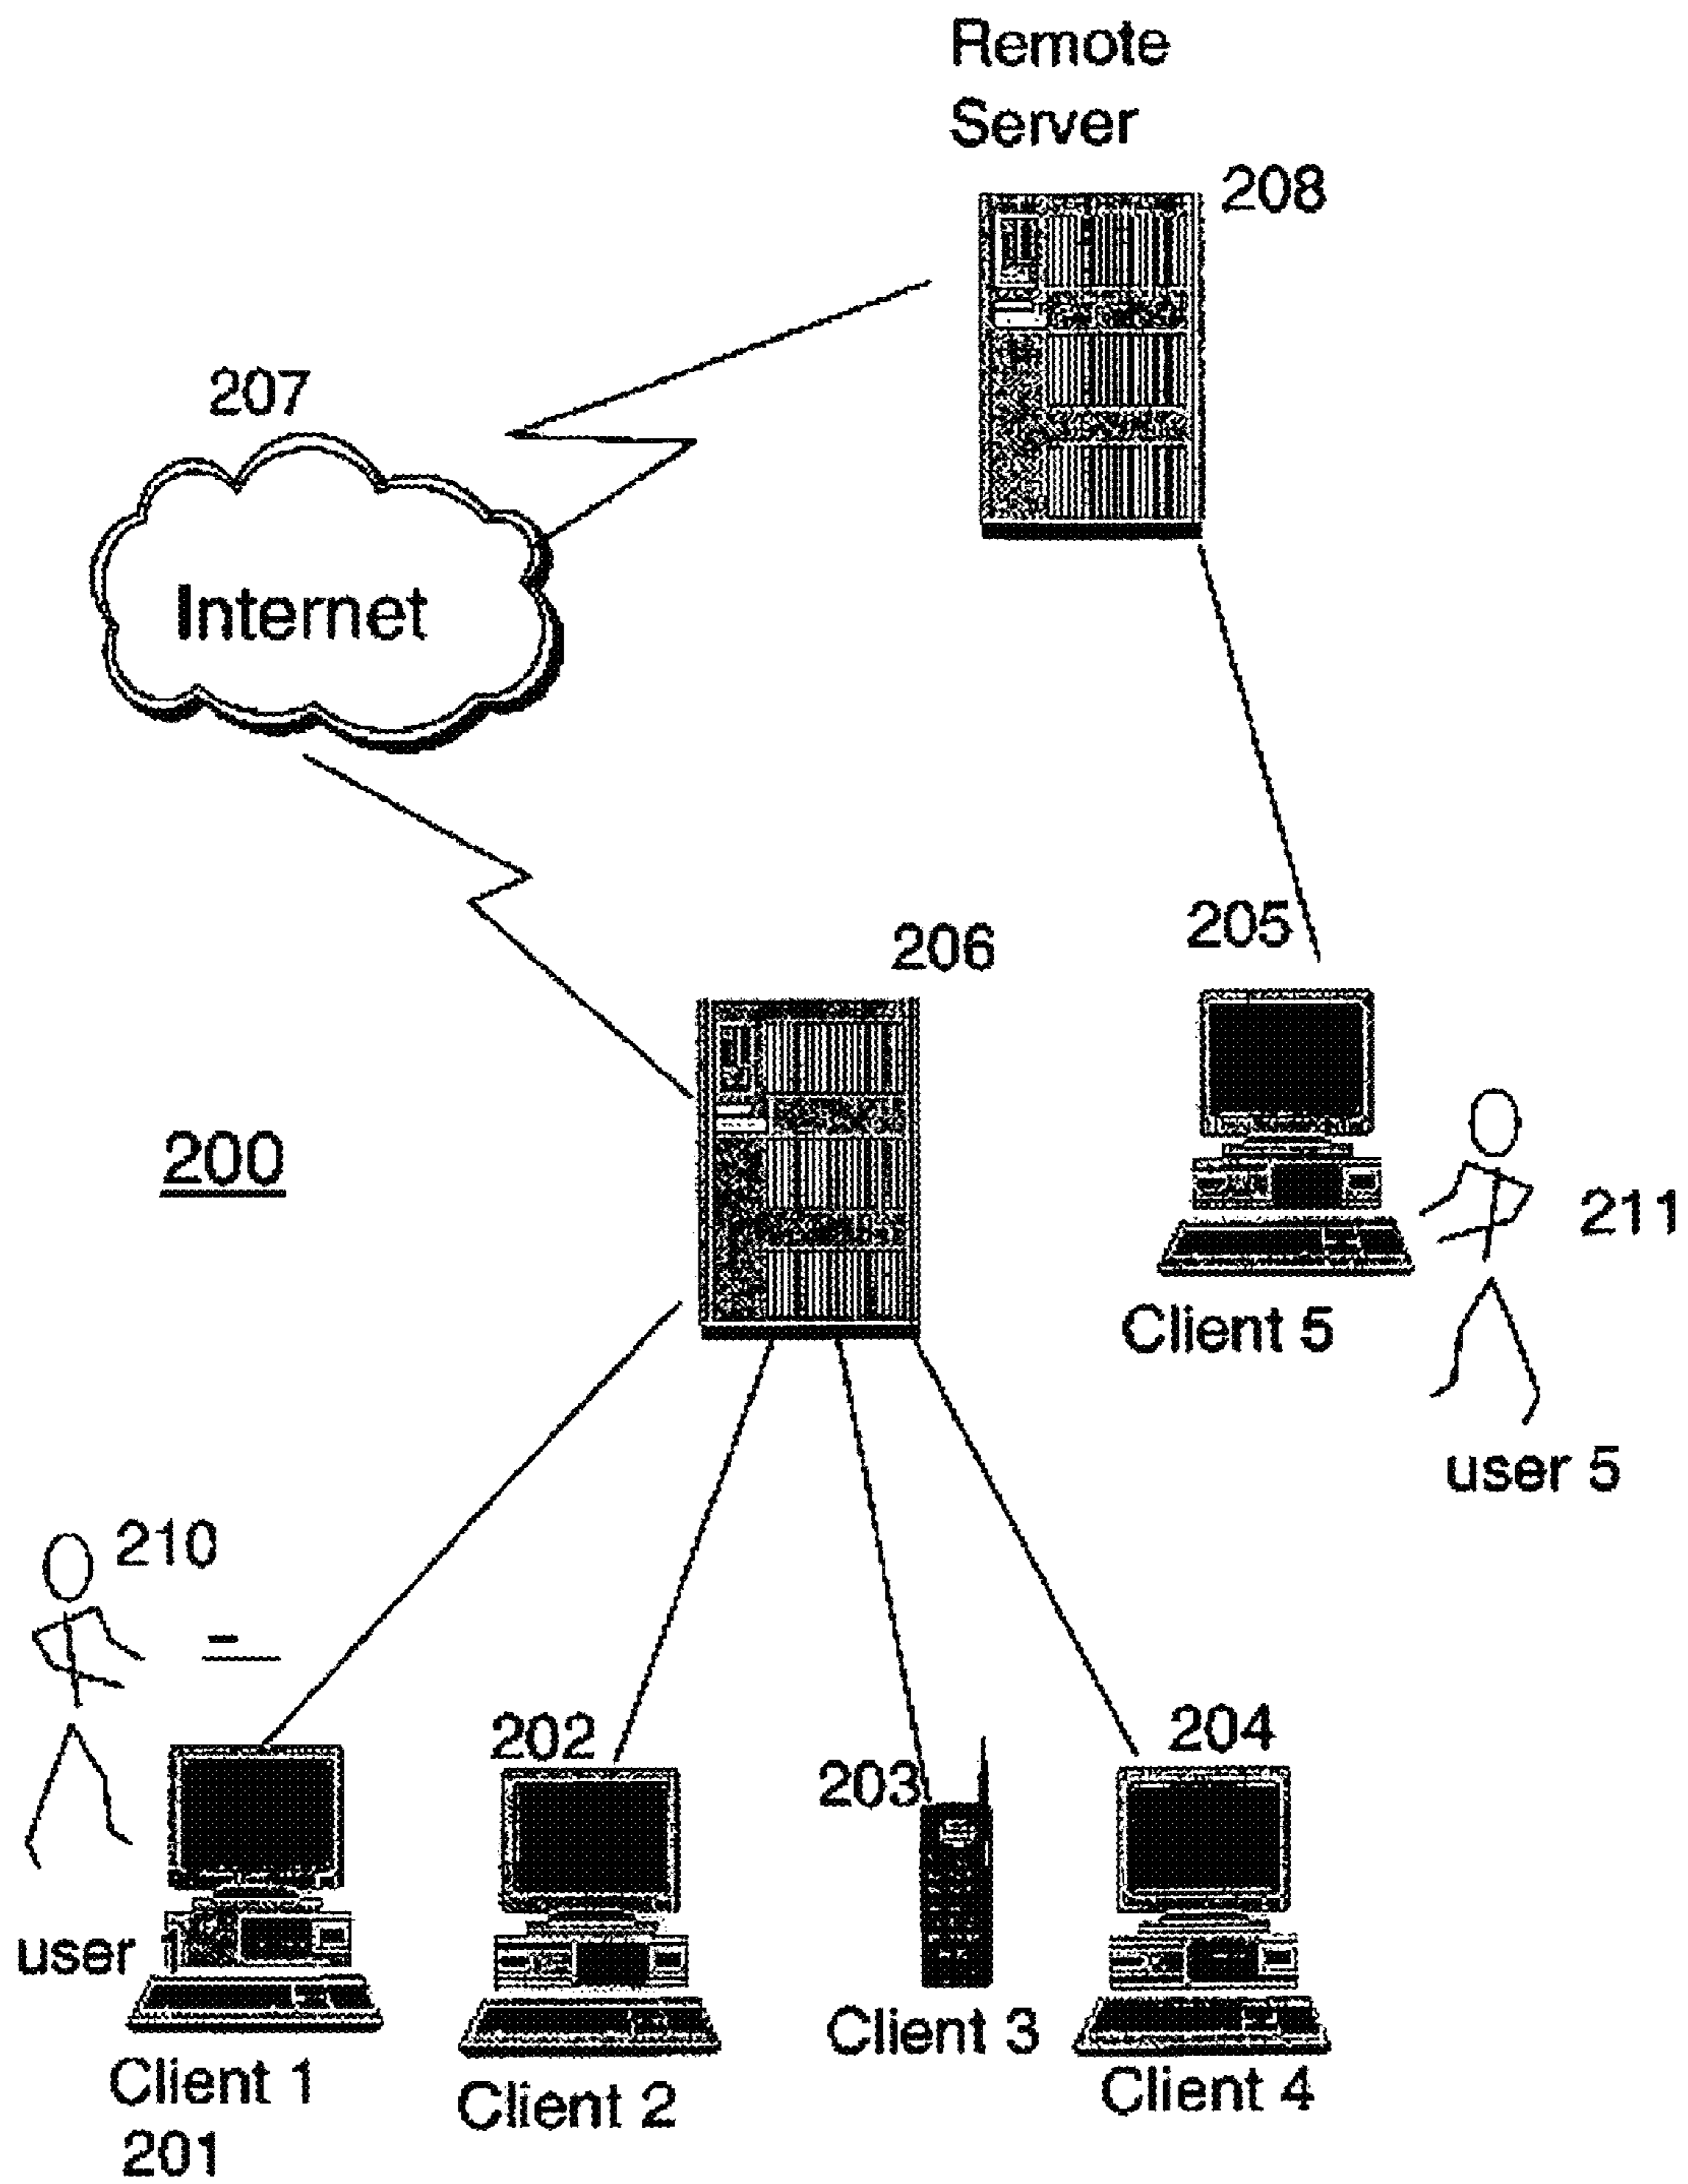 Remote
Server
208
207
Internet
206
205
200
211
Client 5
user 5
210
202
203
204
user 1
Client 1
201
Client 2
Client 3
Client 4